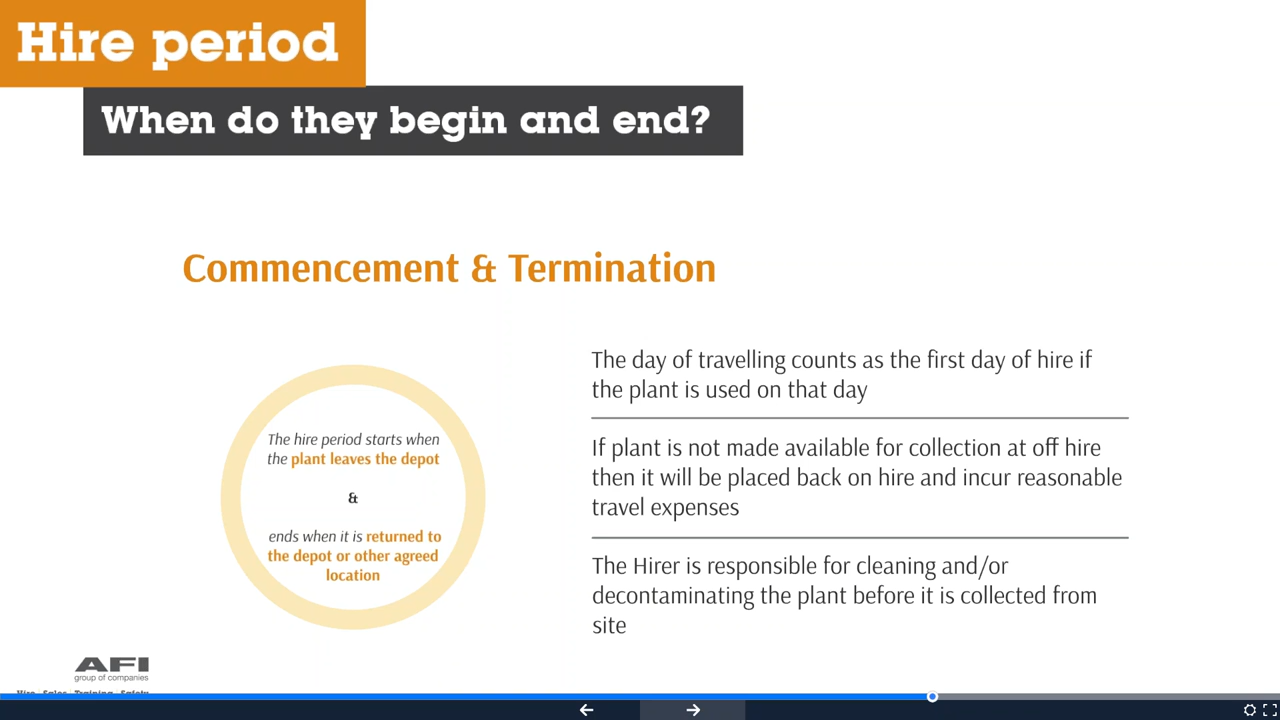 Hire period
When do they begin and end?
Commencement & Termination
The hire period starts when
the plant leaves the depot
&
ends when it is returned to
the depot or other agreed
location
The day of travelling counts as the first day of hire if
the plant is used on that day
If plant is not made available for collection at off hire
then it will be placed back on hire and incur reasonable
travel expenses
The Hirer is responsible for cleaning and/or
decontaminating the plant before it is collected from
site
AFI
group of companies
Hire Sales Training Safety